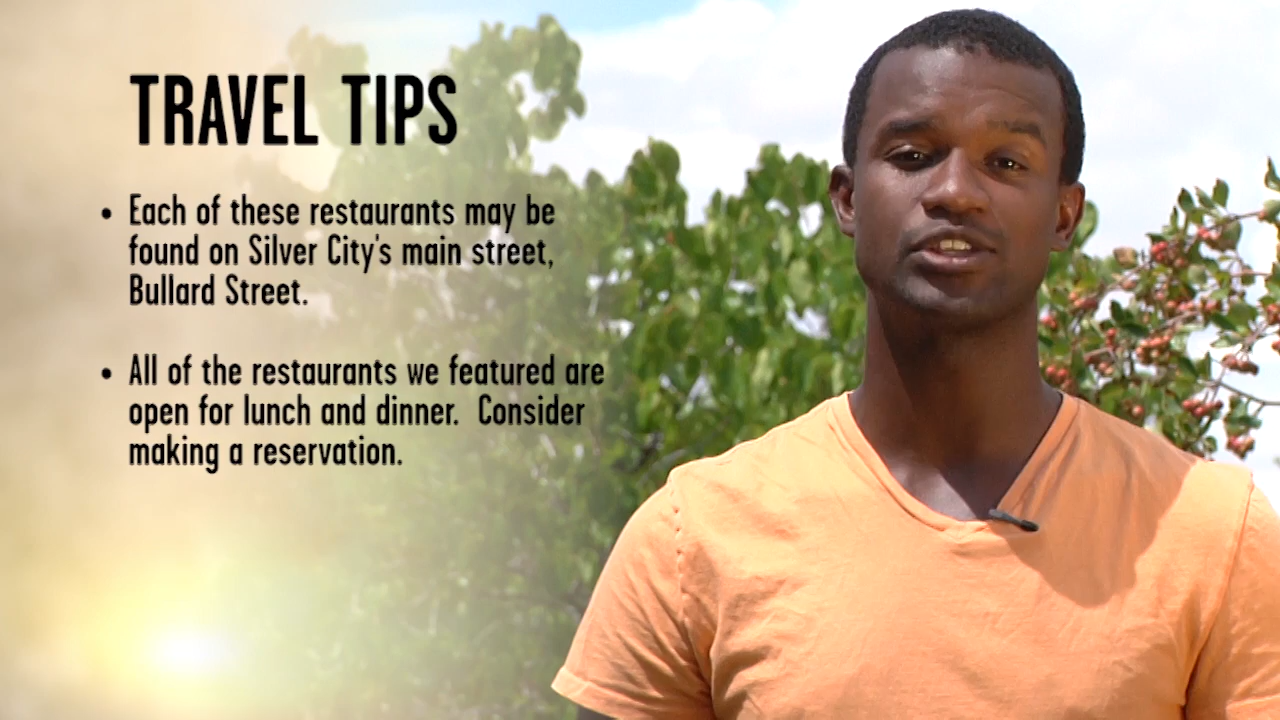 TRAVEL TIPS
• Each of these restaurants may be
found on Silver City's main street,
Bullard Street.
• All of the restaurants we featured are
open for lunch and dinner.  Consider
making a reservation.